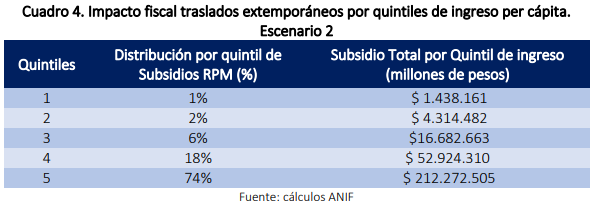 Cuadro 4. Impacto fiscal traslados extemporáneos por quintiles de ingreso per cápita.
Escenario 2
Quintiles Distribución por quintil de Subsidios RPM (%) Subsidio Total por Quintil de ingreso (millones de pesos)
1 1% $ 1.438.161
2 2% $ 4.314.482
3 6% $16.682.663
4 18% $ 52.924.310
5 74% $ 212.272.505
Fuente: cálculos ANIF